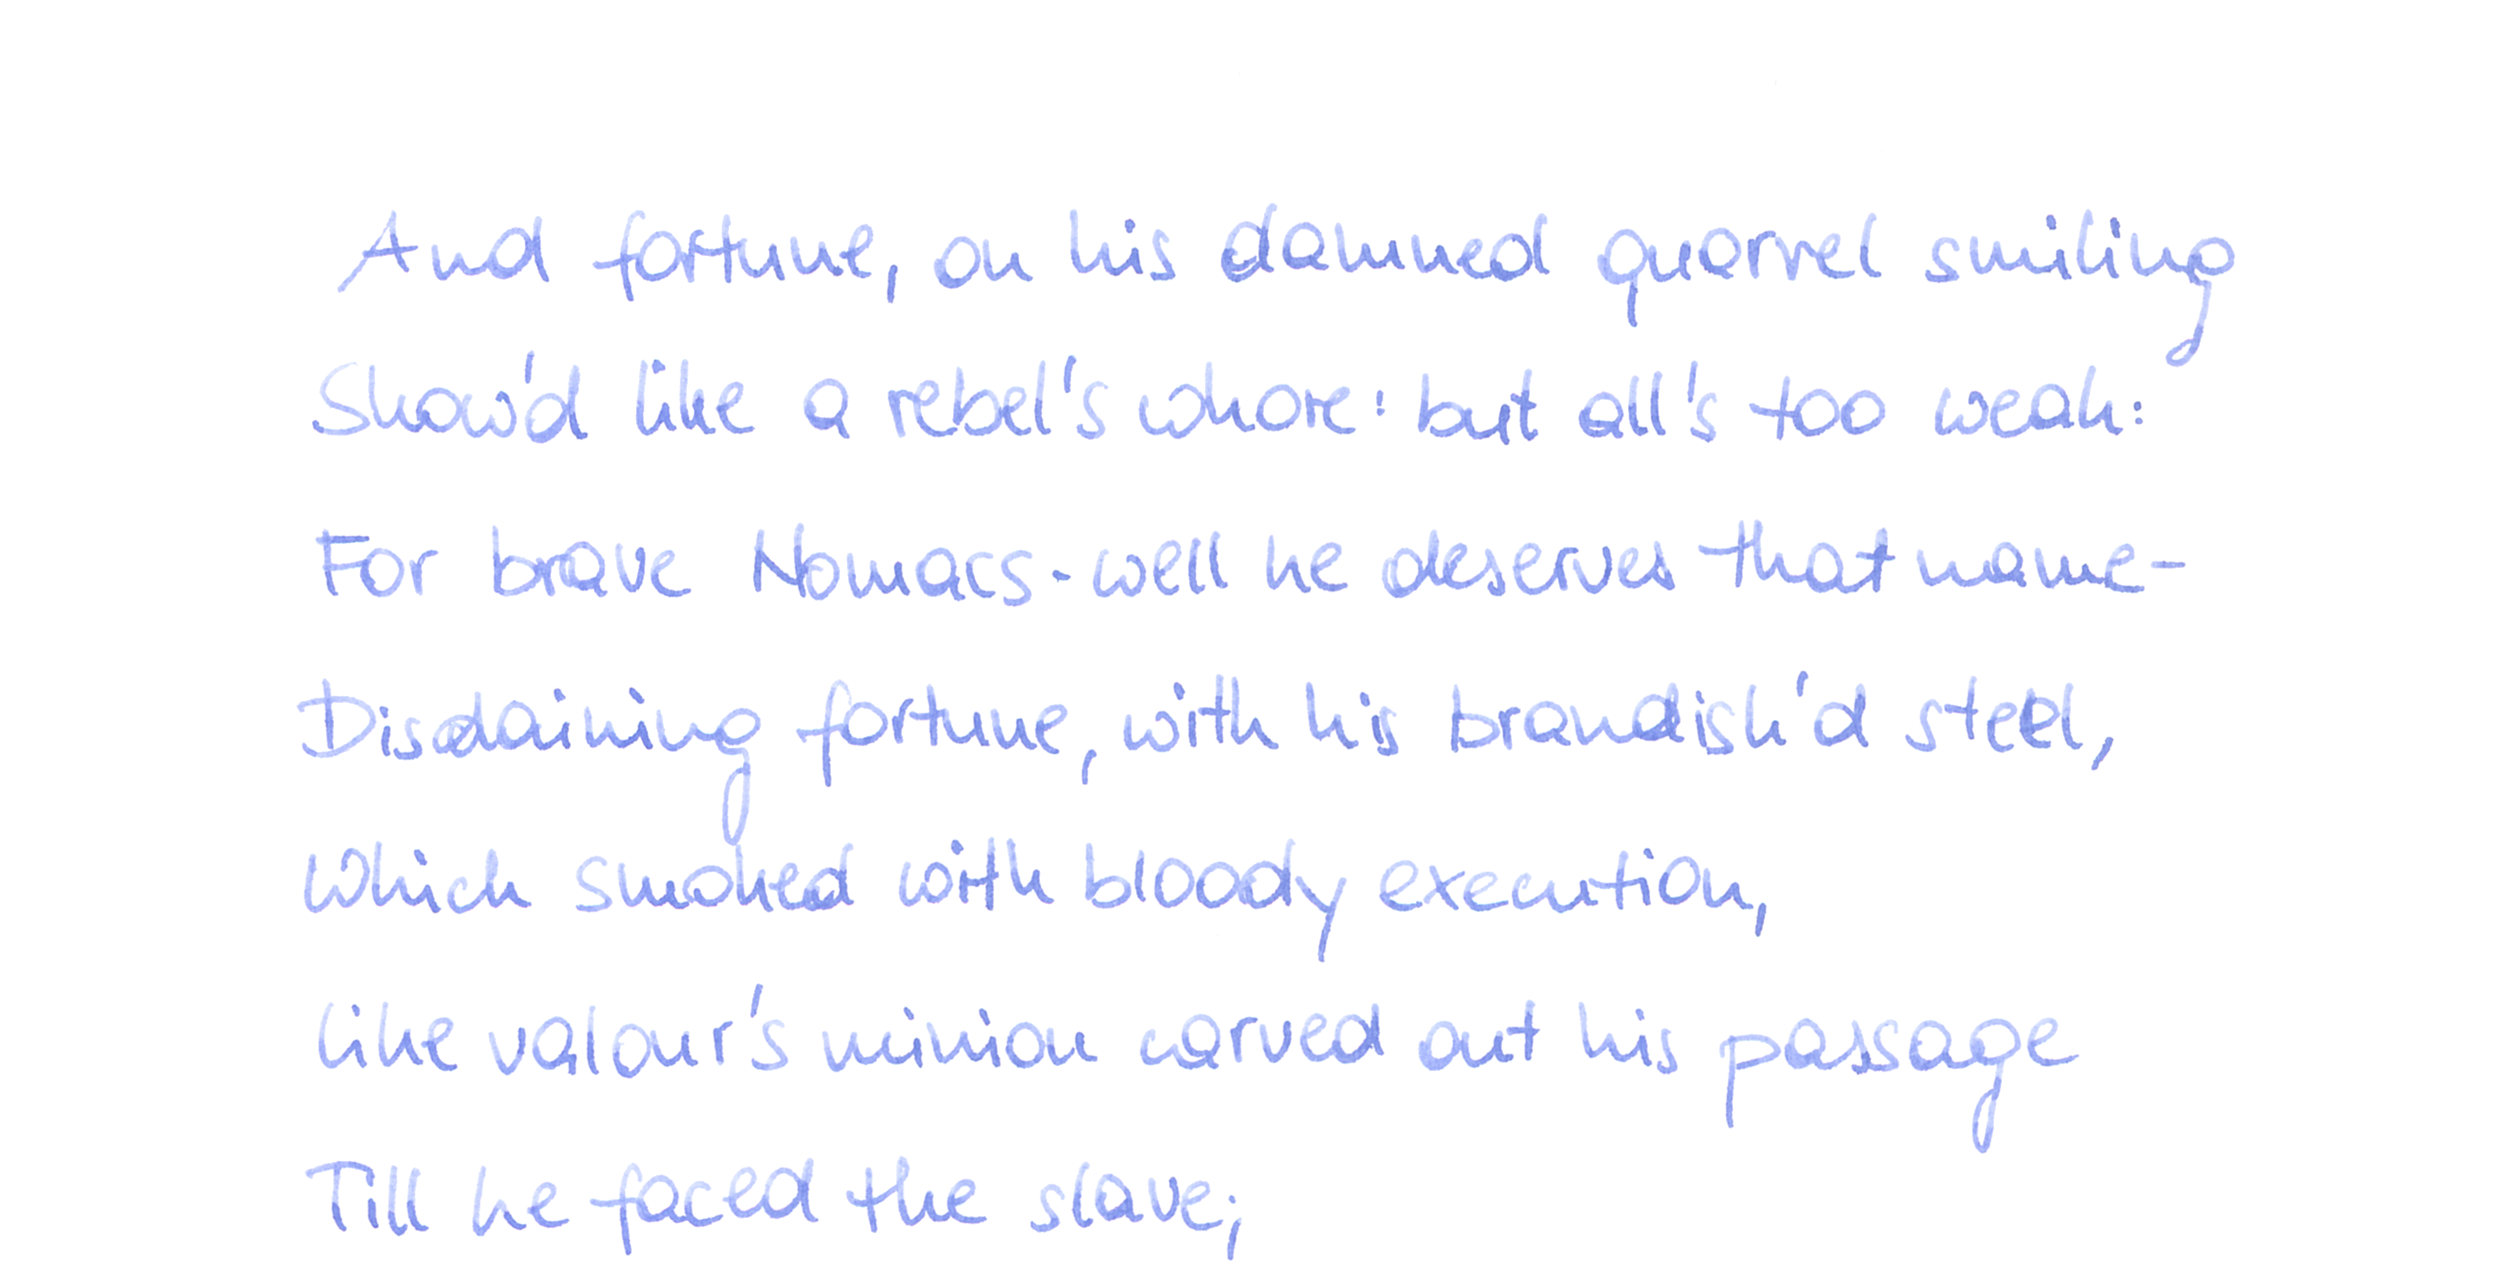 And fortune, on his damned quarrel smiling
Show'd like a rebel's whore: but all's too weak:
For brave Nomacs-well he deserves that name-
Disdaining fortune, with his brandish'd steel,
Which smoked with bloody execution,
like valour's minion carved out his passage
Till he faced the slave;